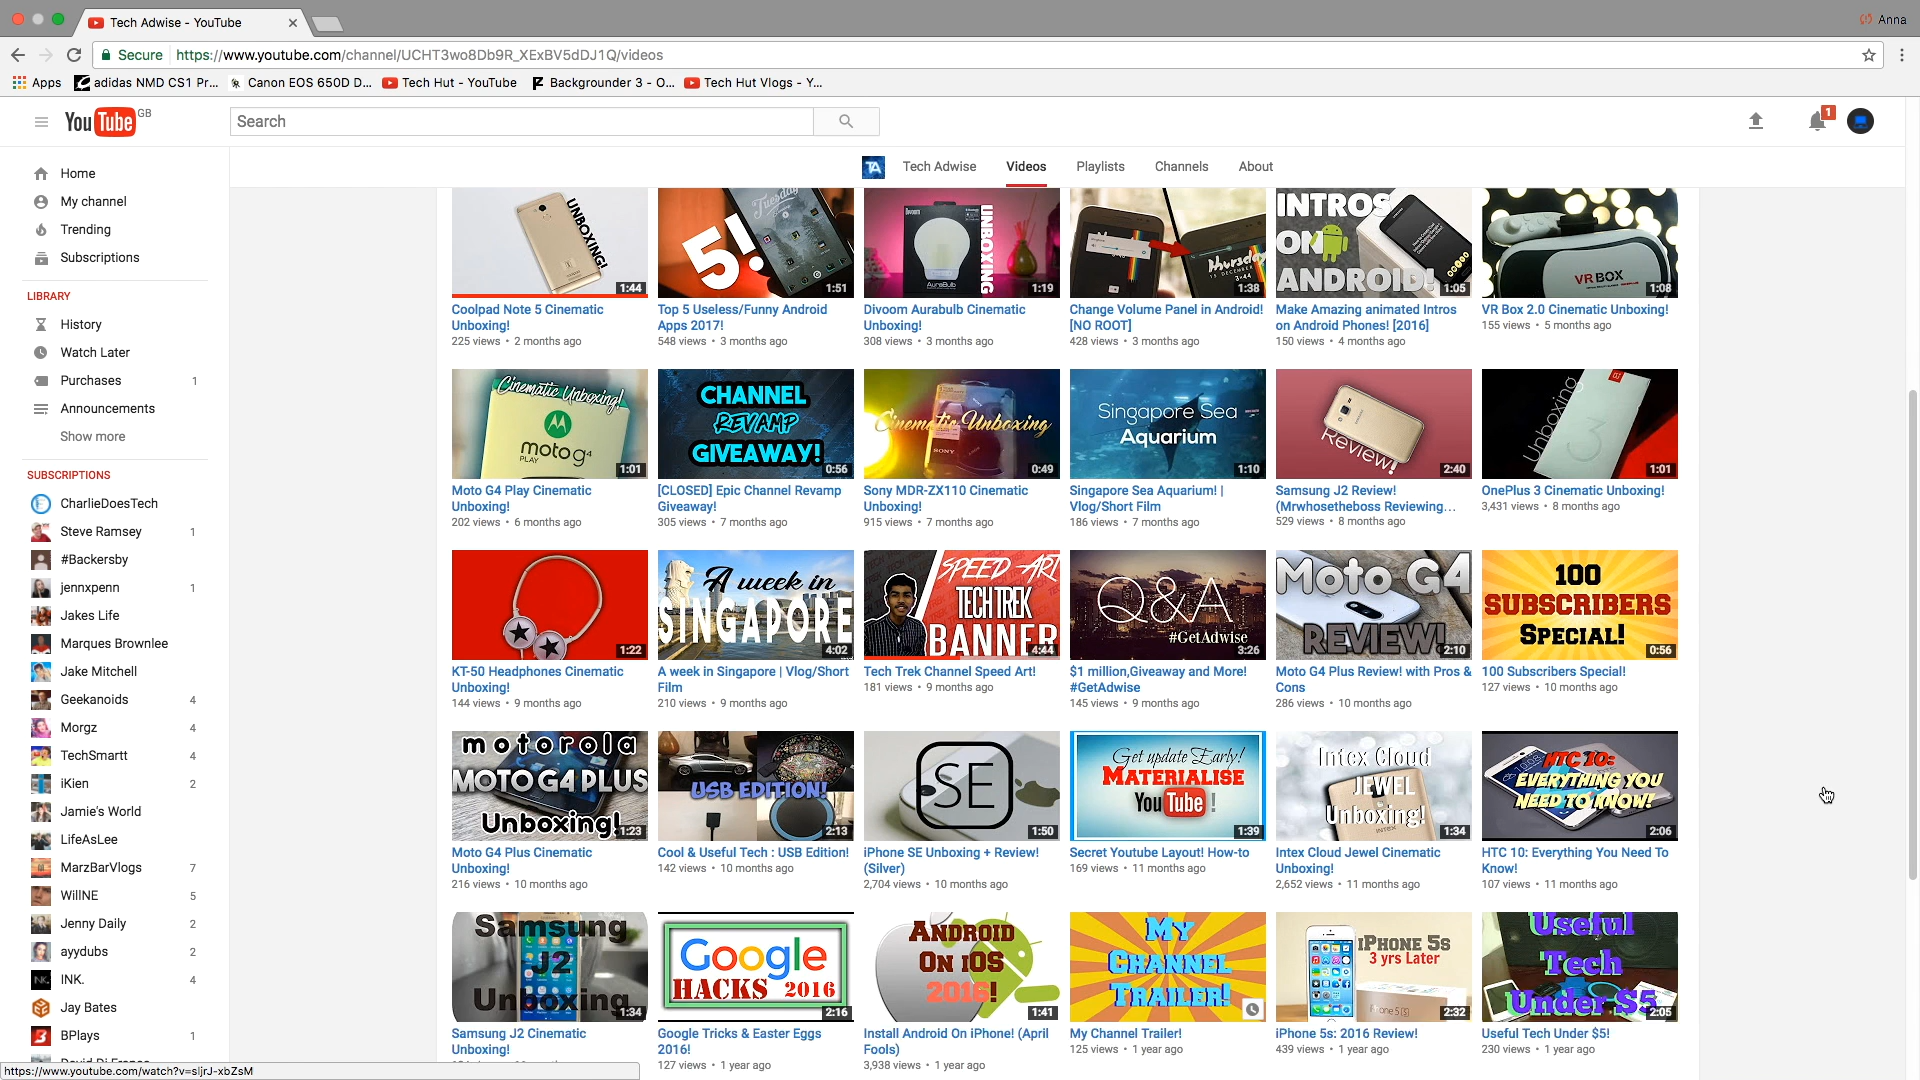 Tech Adwise - YouTube
Anna
Secure https://www.youtube.com/channel/UCHT3wo8Db9R_XExBV5dDJ1Q/videos
Apps adidas NMD CS1 Pr... Canon EOS 650D D... Tech Hut - YouTube Backgrounder 3 - O... Tech Hut Vlogs - Y...
YouTube GB
Search
1
TA Tech Adwise Videos Playlists Channels About
Home
My channel
Trending
Subscriptions
LIBRARY
History
Watch Later
Purchases 1
Announcements
Show more
SUBSCRIPTIONS
CharlieDoesTech
Steve Ramsey 1
#Backersby
jennxpenn 1
Jakes Life
Marques Brownlee
Jake Mitchell
Geekanoids 4
Morgz 4
TechSmartt 4
iKien 2
Jamie's World
LifeAsLee
MarzBarVlogs 7
WillNE 5
Jenny Daily 2
ayydubs 2
INK. 4
Jay Bates
BPlays 1
UNBOXING!
1:44
Coolpad Note 5 Cinematic
Unboxing!
225 views • 2 months ago
Tuesday
5!
1:51
Top 5 Useless/Funny Android
Apps 2017!
548 views • 3 months ago
Divoom
UNBOXING
AuraBulb
1:19
Divoom Aurabulb Cinematic
Unboxing!
308 views • 3 months ago
Thursday
15 DECEMBER
3:44
1:38
Change Volume Panel in Android!
[NO ROOT]
428 views • 3 months ago
INTROS
ON
ANDROID!
1:05
Make Amazing animated Intros
on Android Phones! [2016]
150 views • 4 months ago
VR BOX
1:08
VR Box 2.0 Cinematic Unboxing!
155 views • 5 months ago
Cinematic Unboxing!
moto g4
PLAY
1:01
Moto G4 Play Cinematic
Unboxing!
202 views • 6 months ago
CHANNEL
REVAMP
GIVEAWAY!
0:56
[CLOSED] Epic Channel Revamp
Giveaway!
305 views • 7 months ago
Cinematic Unboxing
SONY
0:49
Sony MDR-ZX110 Cinematic
Unboxing!
915 views • 7 months ago
Singapore Sea
Aquarium
1:10
Singapore Sea Aquarium! |
Vlog/Short Film
186 views • 7 months ago
Review!
2:40
Samsung J2 Review!
(Mrwhosetheboss Reviewing...
529 views • 8 months ago
Unboxing
3
1:01
OnePlus 3 Cinematic Unboxing!
3,431 views • 8 months ago
1:22
KT-50 Headphones Cinematic
Unboxing!
144 views • 9 months ago
A week in
SINGAPORE
4:02
A week in Singapore | Vlog/Short
Film
210 views • 9 months ago
SPEED ART
TECH TREK
BANNER
4:44
Tech Trek Channel Speed Art!
181 views • 9 months ago
Q&A
#GetAdwise
3:26
$1 million,Giveaway and More!
#GetAdwise
145 views • 9 months ago
Moto G4
REVIEW!
2:10
Moto G4 Plus Review! with Pros &
Cons
286 views • 10 months ago
100
SUBSCRIBERS
SPECIAL!
0:56
100 Subscribers Special!
127 views • 10 months ago
motorola
MOTO G4 PLUS
Unboxing!
1:23
Moto G4 Plus Cinematic
Unboxing!
216 views • 10 months ago
USB EDITION!
2:13
Cool & Useful Tech : USB Edition!
142 views • 10 months ago
SE
1:50
iPhone SE Unboxing + Review!
(Silver)
2,704 views • 10 months ago
Get update Early!
MATERIALISE
YouTube !
1:39
Secret Youtube Layout! How-to
169 views • 11 months ago
Intex Cloud
JEWEL
Unboxing!
INTEX
1:34
Intex Cloud Jewel Cinematic
Unboxing!
2,652 views • 11 months ago
HTC 10:
EVERYTHING YOU
NEED TO KNOW!
2:06
HTC 10: Everything You Need To
Know!
107 views • 11 months ago
Samsung
J2
Unboxing
1:34
Samsung J2 Cinematic
Unboxing!
Google
HACKS 2016
2:16
Google Tricks & Easter Eggs
2016!
127 views • 1 year ago
ANDROID
ON iOS
2016!
1:41
Install Android On iPhone! (April
Fools)
3,938 views • 1 year ago
MY
CHANNEL
TRAILER!
My Channel Trailer!
125 views • 1 year ago
iPHONE 5s
3 yrs Later
iPhone 5s
2:32
iPhone 5s: 2016 Review!
439 views • 1 year ago
Useful
Tech
Under $5
2:05
Useful Tech Under $5!
230 views • 1 year ago
https://www.youtube.com/watch?v=sljrJ-xbZsM